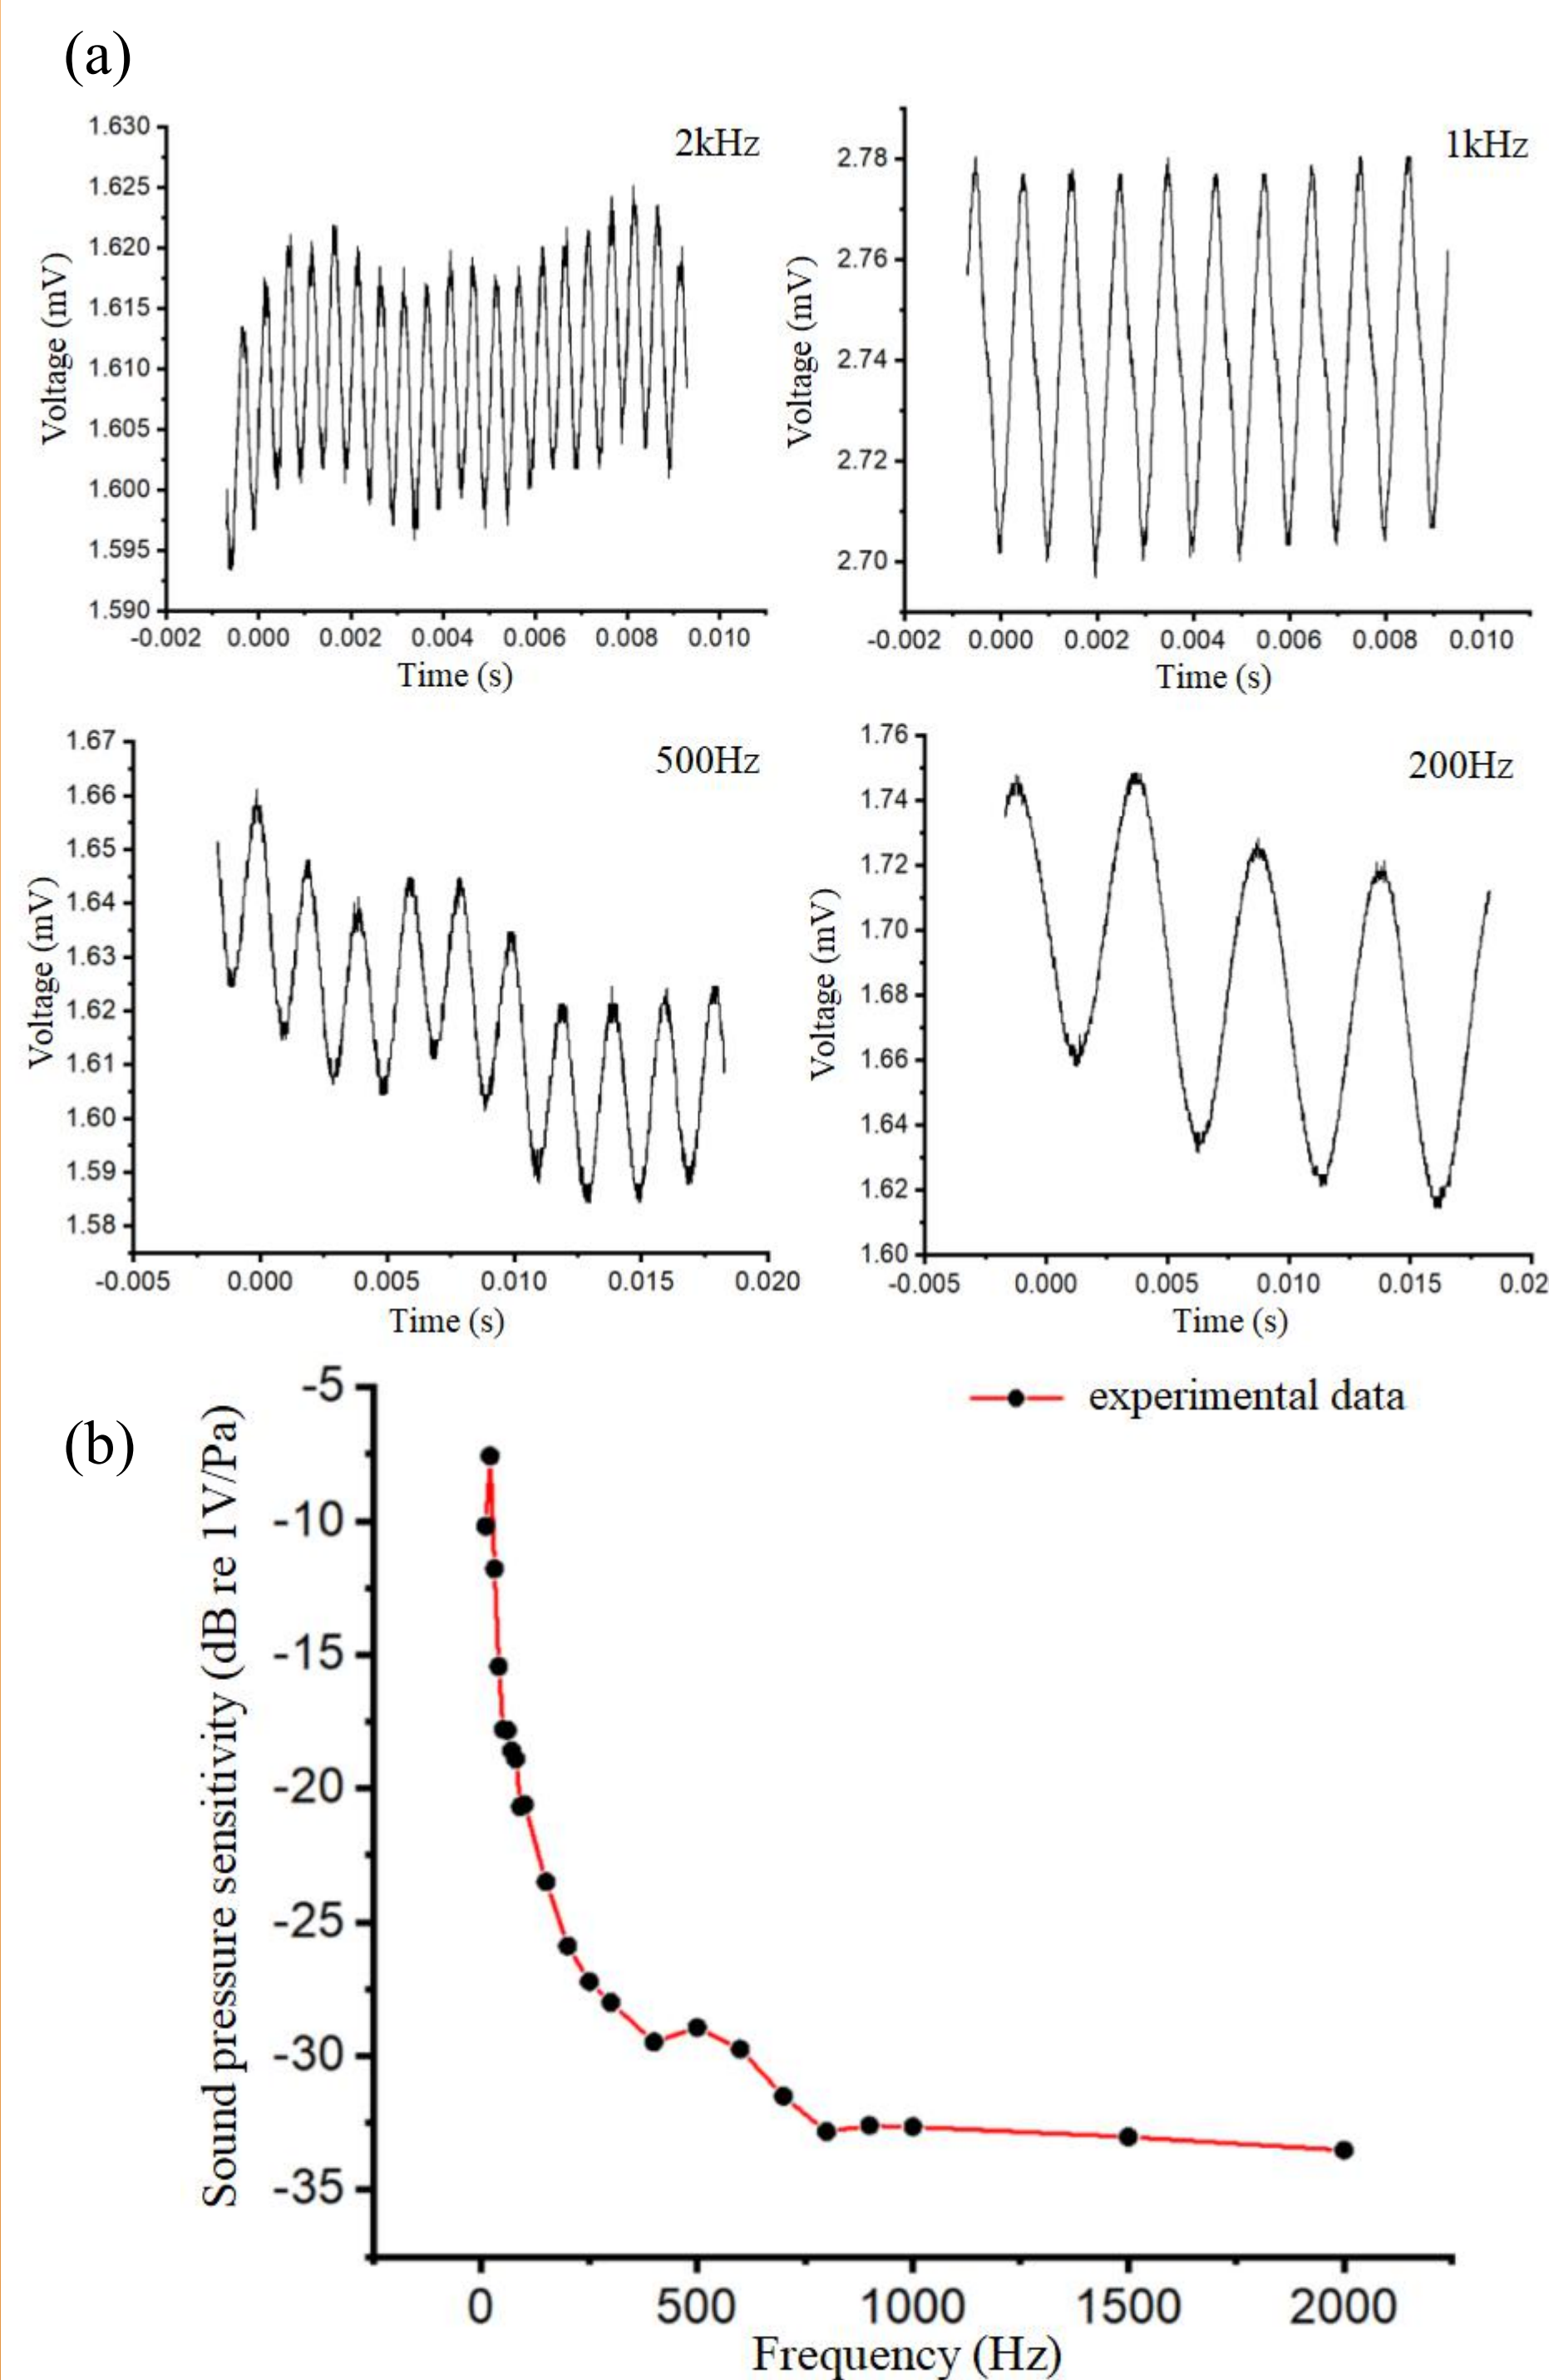 (a)
2kHz
1.630
1.625
1.620
1.615
1.610
1.605
1.600
1.595
1.590
Voltage (mV)
-0.002 0.000 0.002 0.004 0.006 0.008 0.010
Time (s)
1kHz
2.78
2.76
2.74
2.72
2.70
Voltage (mV)
-0.002 0.000 0.002 0.004 0.006 0.008 0.010
Time (s)
500Hz
1.67
1.66
1.65
1.64
1.63
1.62
1.61
1.60
1.59
1.58
Voltage (mV)
-0.005 0.000 0.005 0.010 0.015 0.020
Time (s)
200Hz
1.76
1.74
1.72
1.70
1.68
1.66
1.64
1.62
1.60
Voltage (mV)
-0.005 0.000 0.005 0.010 0.015 0.02
Time (s)
(b)
experimental data
-5
-10
-15
-20
-25
-30
-35
Sound pressure sensitivity (dB re 1V/Pa)
0 500 1000 1500 2000
Frequency (Hz)